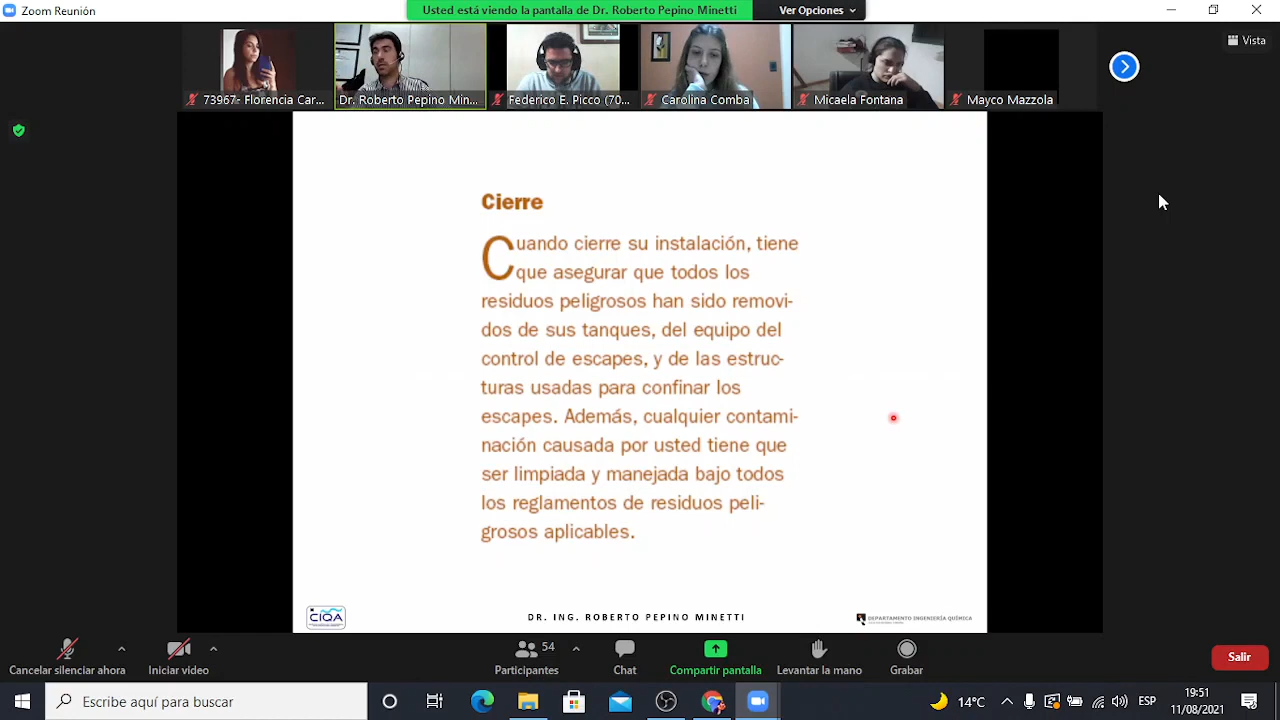 Zoom Reunión
Usted está viendo la pantalla de Dr. Roberto Pepino Minetti
Ver Opciones
Vista
73967- Florencia Car...
Dr. Roberto Pepino Min...
Federico E. Picco (70...
Carolina Comba
Micaela Fontana
Mayco Mazzola
Cierre
Cuando cierre su instalación, tiene
que asegurar que todos los
residuos peligrosos han sido removi-
dos de sus tanques, del equipo del
control de escapes, y de las estruc-
turas usadas para confinar los
escapes. Además, cualquier contami-
nación causada por usted tiene que
ser limpiada y manejada bajo todos
los reglamentos de residuos peli-
grosos aplicables.
CIQA
DR. ING. ROBERTO PEPINO MINETTI
DEPARTAMENTO INGENIERÍA QUÍMICA
Cancelar silenciar ahora
Iniciar video
54
Participantes
Chat
Compartir pantalla
Levantar la mano
Grabar
Salir
Escribe aquí para buscar
14°C
ESP
19:51
11/08/2021